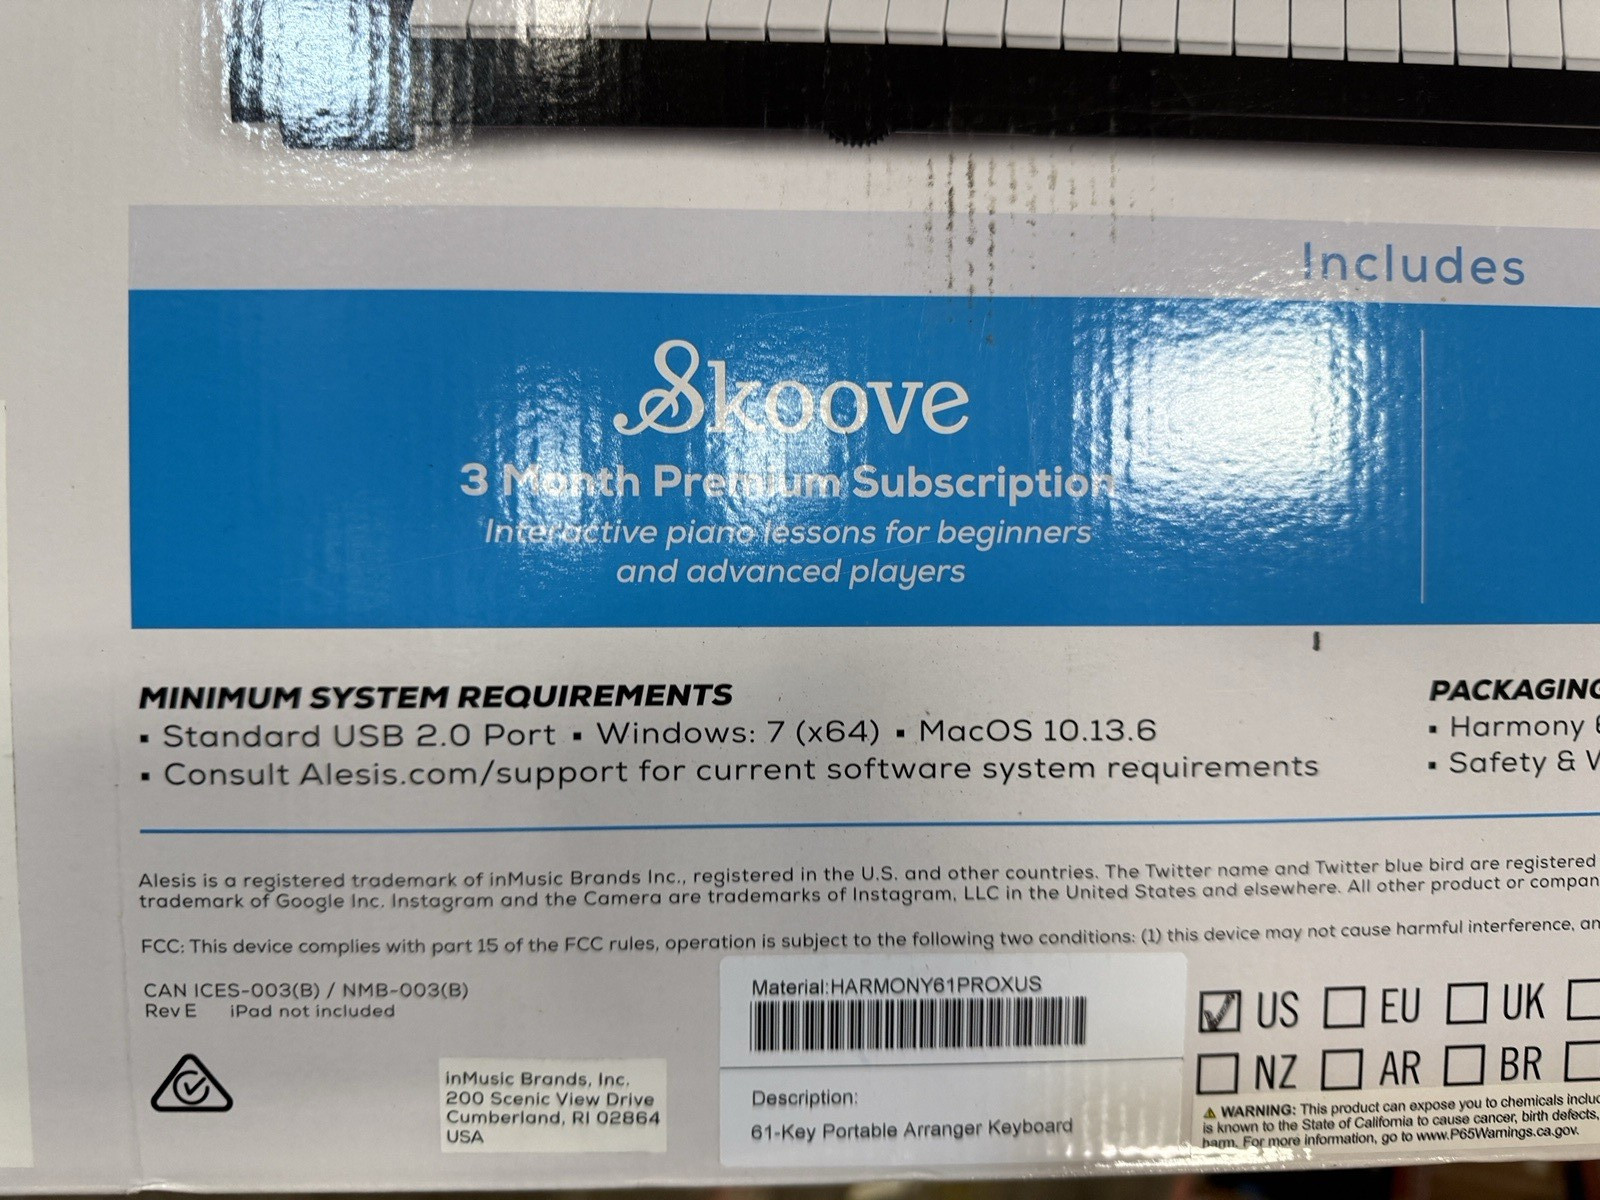 Includes
Skoove
3 Month Premium Subscription
Interactive piano lessons for beginners
and advanced players
MINIMUM SYSTEM REQUIREMENTS
▪ Standard USB 2.0 Port ▪ Windows: 7 (x64) ▪ MacOS 10.13.6
▪ Consult Alesis.com/support for current software system requirements
PACKAGING
▪ Harmony
▪ Safety &
Alesis is a registered trademark of inMusic Brands Inc., registered in the U.S. and other countries. The Twitter name and Twitter blue bird are registered
trademark of Google Inc. Instagram and the Camera are trademarks of Instagram, LLC in the United States and elsewhere. All other product or compan
FCC: This device complies with part 15 of the FCC rules, operation is subject to the following two conditions: (1) this device may not cause harmful interference, an
CAN ICES-003(B) / NMB-003(B)
Rev E iPad not included
inMusic Brands, Inc.
200 Scenic View Drive
Cumberland, RI 02864
USA
Material:HARMONY61PROXUS
Description:
61-Key Portable Arranger Keyboard
US EU UK
NZ AR BR
WARNING: This product can expose you to chemicals includ
is known to the State of California to cause cancer, birth defects,
harm. For more information, go to www.P65Warnings.ca.gov.